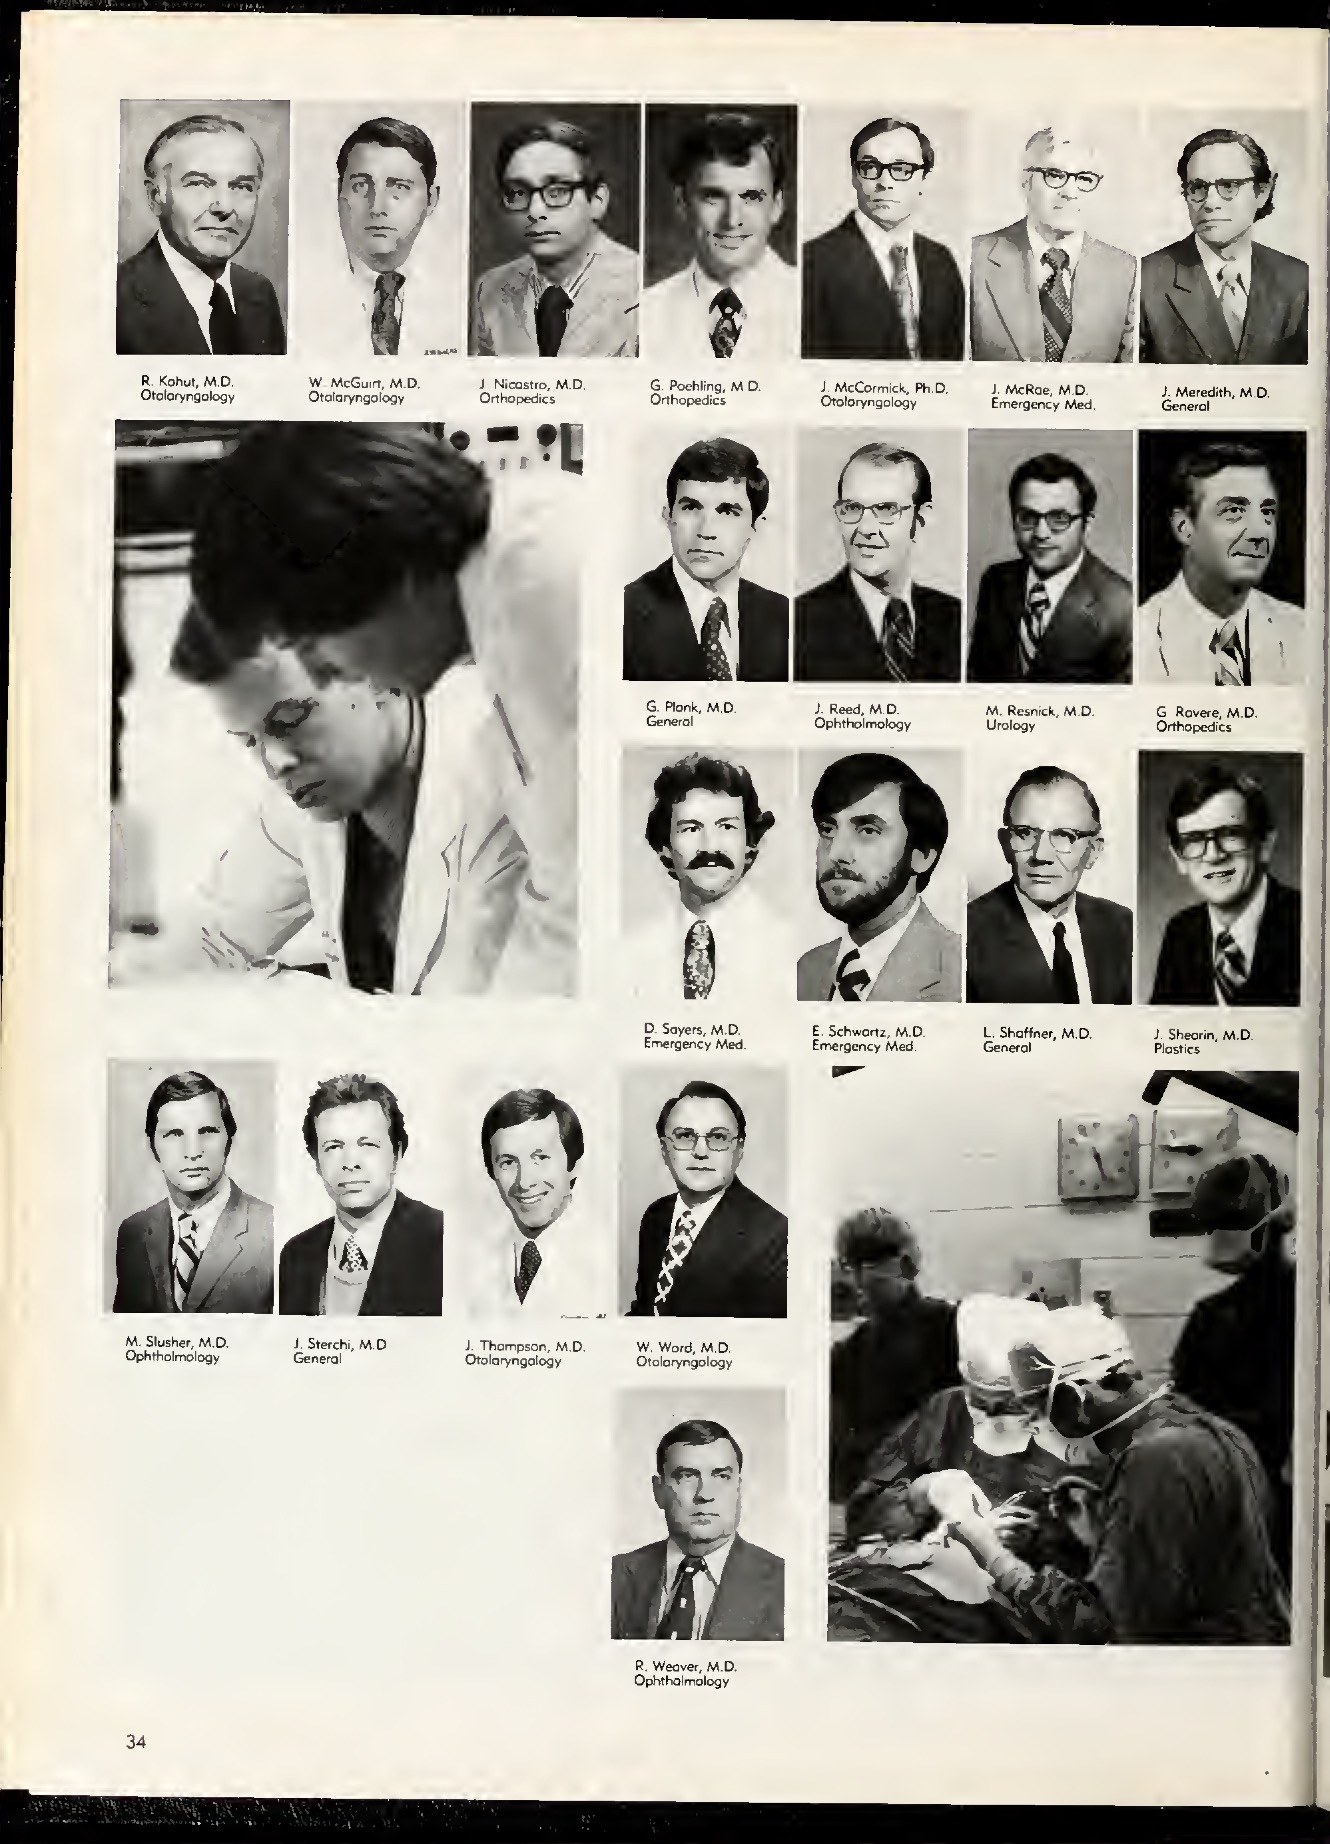 R. Kohut, M.D.
Otolaryngology
W. McGuirt, M.D.
Otolaryngology
J. Nicastro, M.D.
Orthopedics
G. Poehling, M.D.
Orthopedics
J. McCormick, Ph.D.
Otolaryngology
J. McRae, M.D.
Emergency Med.
J. Meredith, M.D.
General
G. Plonk, M.D.
General
J. Reed, M.D.
Ophthalmology
M. Resnick, M.D.
Urology
G. Rovere, M.D.
Orthopedics
D. Sayers, M.D.
Emergency Med.
E. Schwartz, M.D.
Emergency Med.
L. Shaffner, M.D.
General
J. Shearin, M.D.
Plastics
M. Slusher, M.D.
Ophthalmology
J. Sterchi, M.D
General
J. Thompson, M.D.
Otolaryngology
W. Word, M.D.
Otolaryngology
R. Weaver, M.D.
Ophthalmology
34